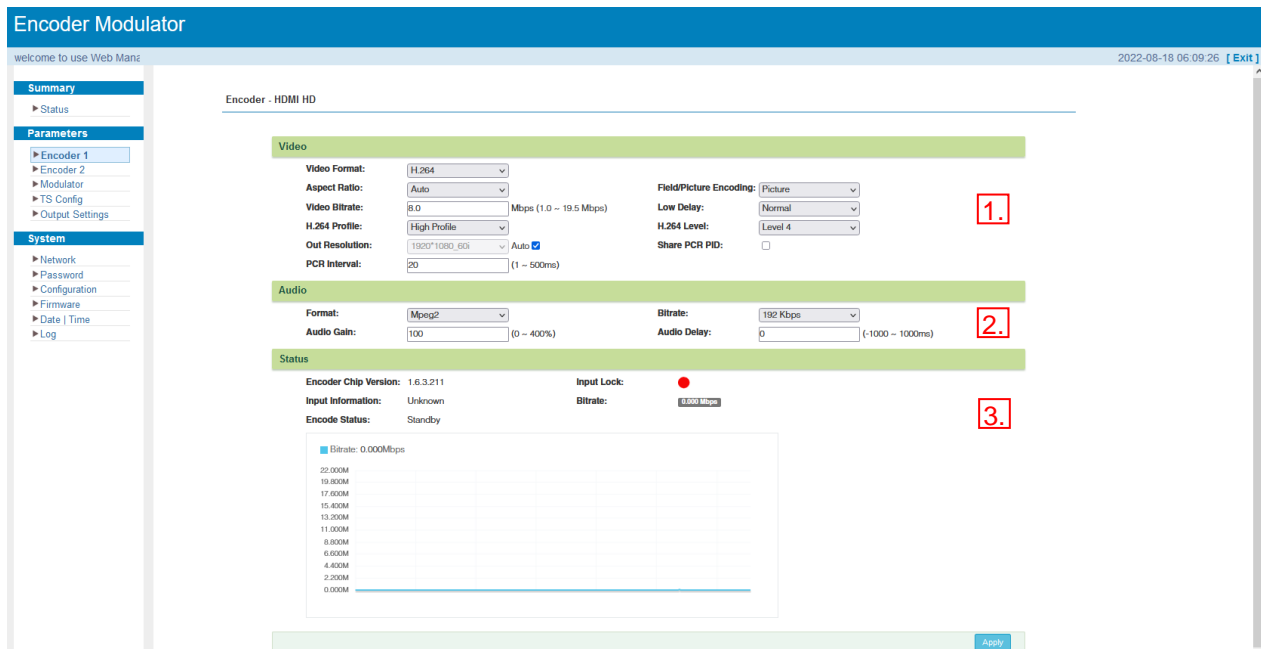 Encoder Modulator
welcome to use Web Mana
2022-08-18 06:09:26 [ Exit ]
Summary
Status
Parameters
Encoder 1
Encoder 2
Modulator
TS Config
Output Settings
System
Network
Password
Configuration
Firmware
Date | Time
Log
Encoder - HDMI HD
Video
Video Format: H.264
Aspect Ratio: Auto Field/Picture Encoding: Picture
Video Bitrate: 8.0 Mbps (1.0 ~ 19.5 Mbps) Low Delay: Normal
H.264 Profile: High Profile H.264 Level: Level 4
Out Resolution: 1920*1080_60i Auto Share PCR PID:
PCR Interval: 20 (1 ~ 500ms)
1.
Audio
Format: Mpeg2 Bitrate: 192 Kbps
Audio Gain: 100 (0 ~ 400%) Audio Delay: 0 (-1000 ~ 1000ms)
2.
Status
Encoder Chip Version: 1.6.3.211 Input Lock:
Input Information: Unknown Bitrate: 0.000 Mbps
Encode Status: Standby
3.
Bitrate: 0.000Mbps
22.000M
19.800M
17.600M
15.400M
13.200M
11.000M
8.800M
6.600M
4.400M
2.200M
0.000M
Apply